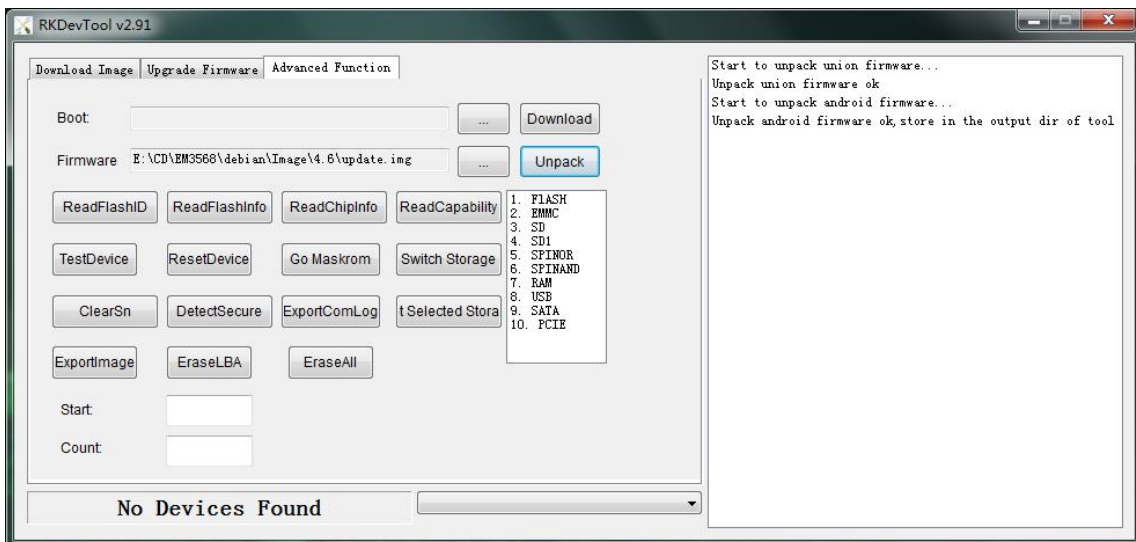 RKDevTool v2.91
Download Image Upgrade Firmware Advanced Function
Boot: ... Download
Firmware E:\CD\EM3568\debian\Image\4.6\update.img ... Unpack
ReadFlashID ReadFlashInfo ReadChipInfo ReadCapability
TestDevice ResetDevice Go Maskrom Switch Storage
ClearSn DetectSecure ExportComLog t Selected Stora
ExportImage EraseLBA EraseAll
1. FlASH
2. EMMC
3. SD
4. SD1
5. SPINOR
6. SPINAND
7. RAM
8. USB
9. SATA
10. PCIE
Start:
Count:
No Devices Found
Start to unpack union firmware...
Unpack union firmware ok
Start to unpack android firmware...
Unpack android firmware ok,store in the output dir of tool